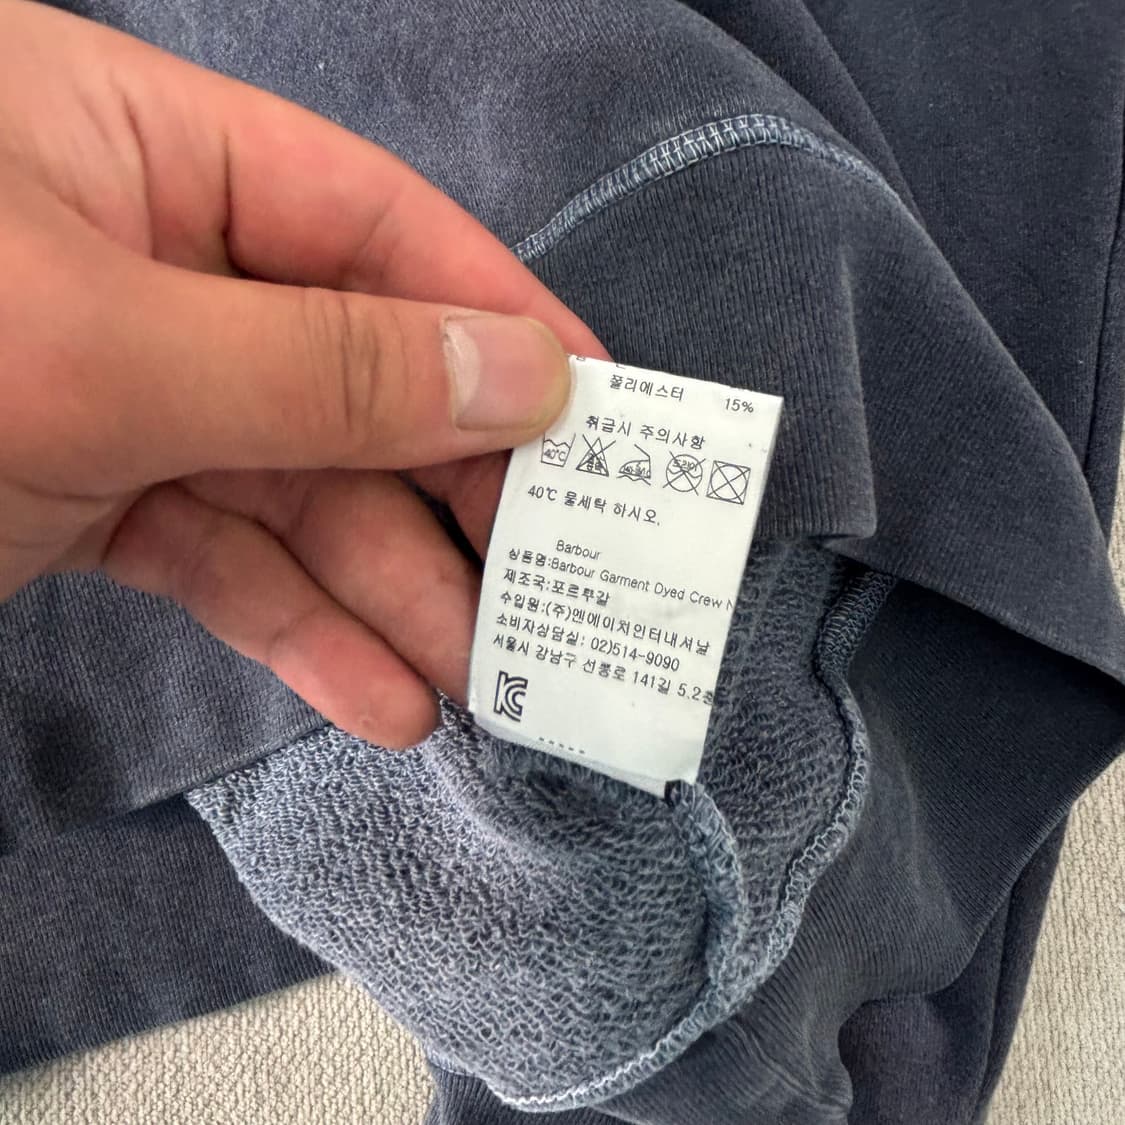 폴리에스터 15%
취급시 주의사항
40℃
40℃ 물세탁 하시오.
Barbour
상품명:Barbour Garment Dyed Crew N
제조국:포르투갈
수입원:(주)엔에이치인터내셔날
소비자상담실: 02)514-9090
서울시 강남구 선릉로 141길 5.2층